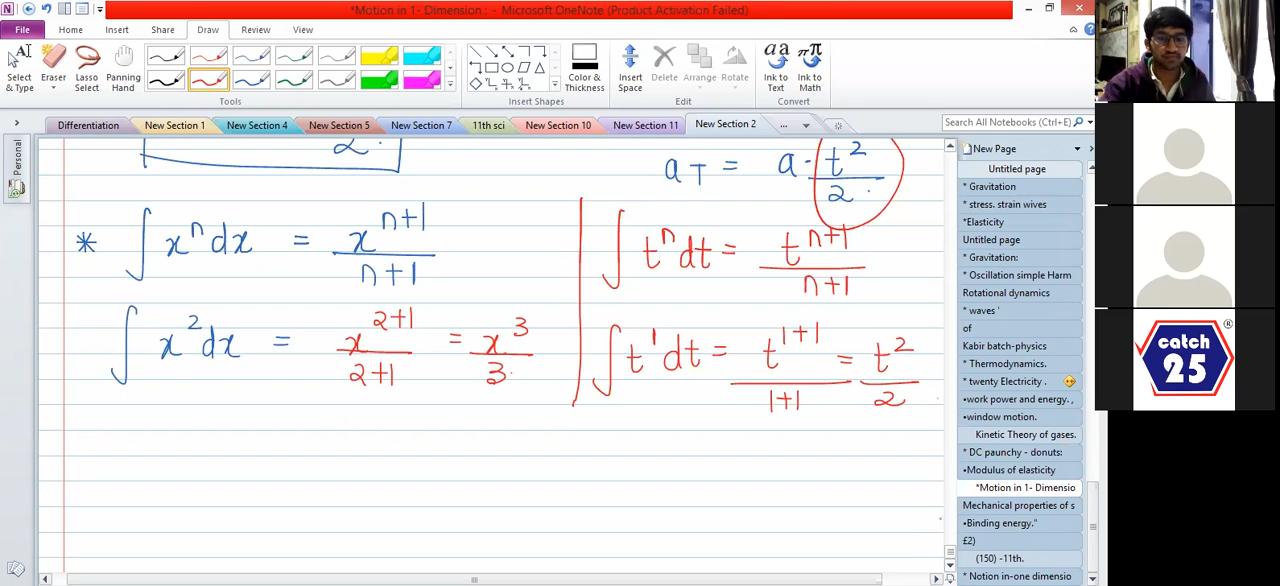 *Motion in 1- Dimension : - Microsoft OneNote (Product Activation Failed)
File Home Insert Share Draw Review View
Select & Type
Eraser
Lasso Select
Panning Hand
Color & Thickness
Insert Space
Delete
Arrange
Rotate
Ink to Text
Ink to Math
Tools
Insert Shapes
Edit
Convert
Differentiation New Section 1 New Section 4 New Section 5 New Section 7 11th sci New Section 10 New Section 11 New Section 2 ...
Search All Notebooks (Ctrl+E)
Personal
2.
aT = a · t²/2.
* ∫ xⁿ dx = xⁿ⁺¹/n+1
∫ x² dx = x²⁺¹/2+1 = x³/3.
∫ tⁿ dt = tⁿ⁺¹/n+1
∫ t¹ dt = t¹⁺¹/1+1 = t²/2
New Page
Untitled page
* Gravitation
* stress. strain wives
*Elasticity
Untitled page
* Gravitation:
* Oscillation simple Harm
Rotational dynamics
* waves '
of
Kabir batch-physics
* Thermodynamics.
* twenty Electricity .
•work power and energy. ,
•window motion.
Kinetic Theory of gases.
* DC paunchy - donuts:
•Modulus of elasticity
*Motion in 1- Dimensio
Mechanical properties of s
•Binding energy."
£2)
(150) -11th.
* Notion in-one dimensio
catch
25
®